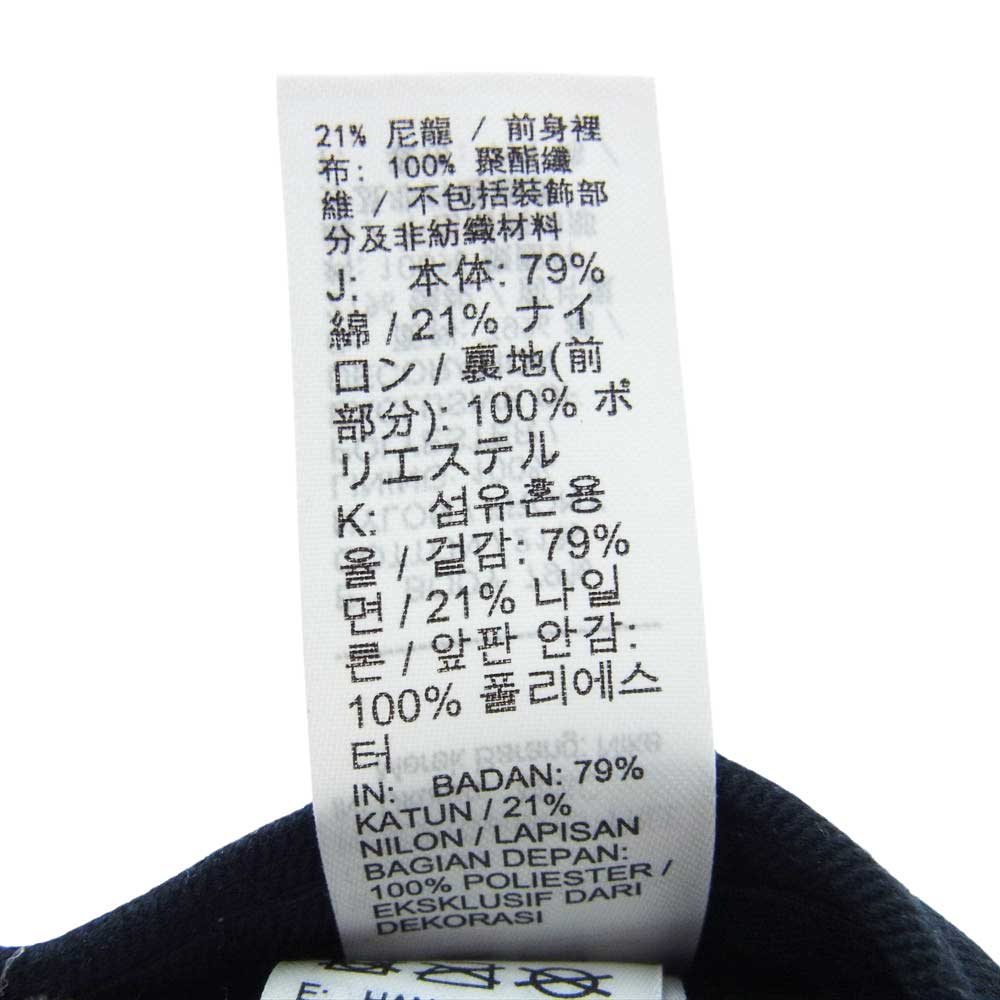 21% 尼龍 / 前身裡
布: 100% 聚酯纖
維 / 不包括裝飾部
分及非紡織材料
J: 本体: 79%
綿 / 21% ナイ
ロン / 裏地(前
部分): 100% ポ
リエステル
K: 섬유혼용
율 / 겉감: 79%
면 / 21% 나일
론 / 앞판 안감:
100% 폴리에스
터
IN: BADAN: 79%
KATUN / 21%
NILON / LAPISAN
BAGIAN DEPAN:
100% POLIESTER /
EKSKLUSIF DARI
DEKORASI
E: HAN